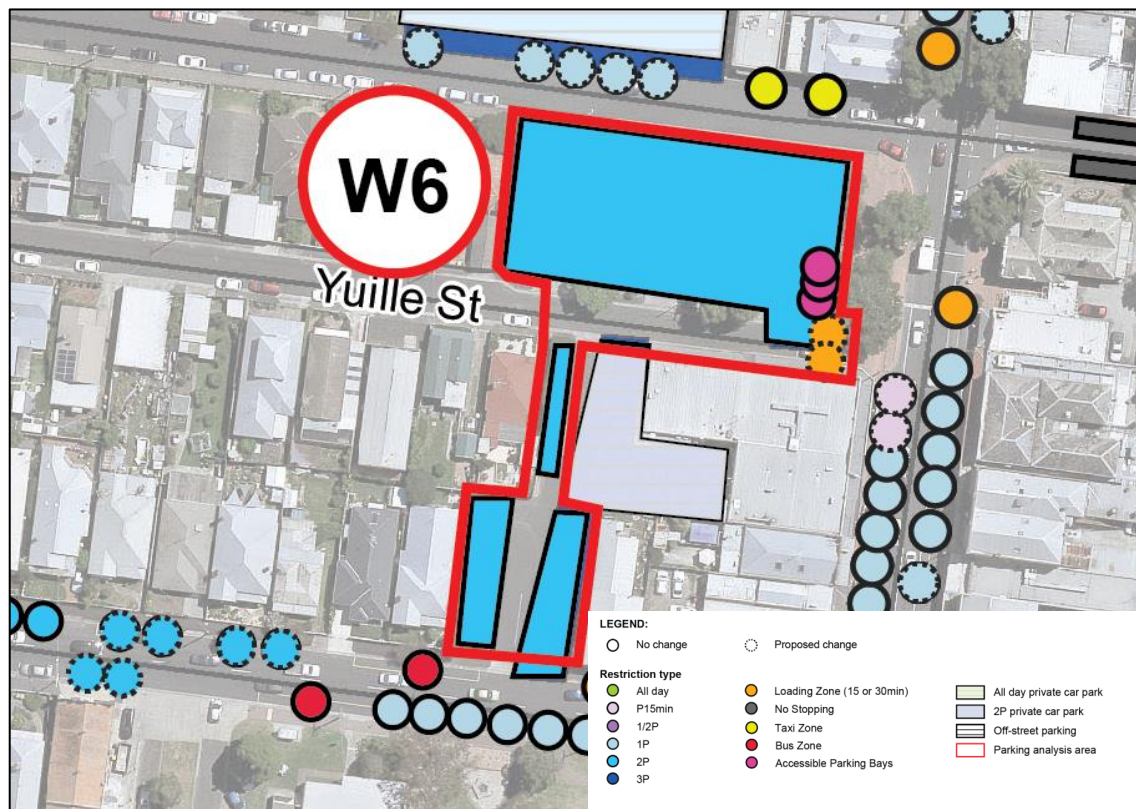 W6
Yuille St
LEGEND:
No change
Proposed change
Restriction type
All day
P15min
1/2P
1P
2P
3P
Loading Zone (15 or 30min)
No Stopping
Taxi Zone
Bus Zone
Accessible Parking Bays
All day private car park
2P private car park
Off-street parking
Parking analysis area